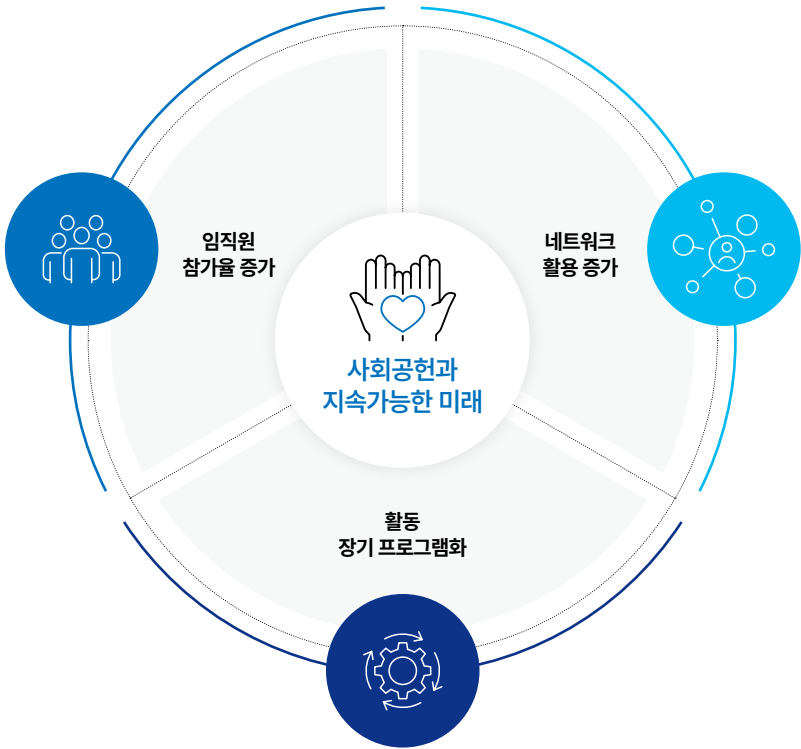 임직원
참가율 증가
네트워크
활용 증가
사회공헌과
지속가능한 미래
활동
장기 프로그램화